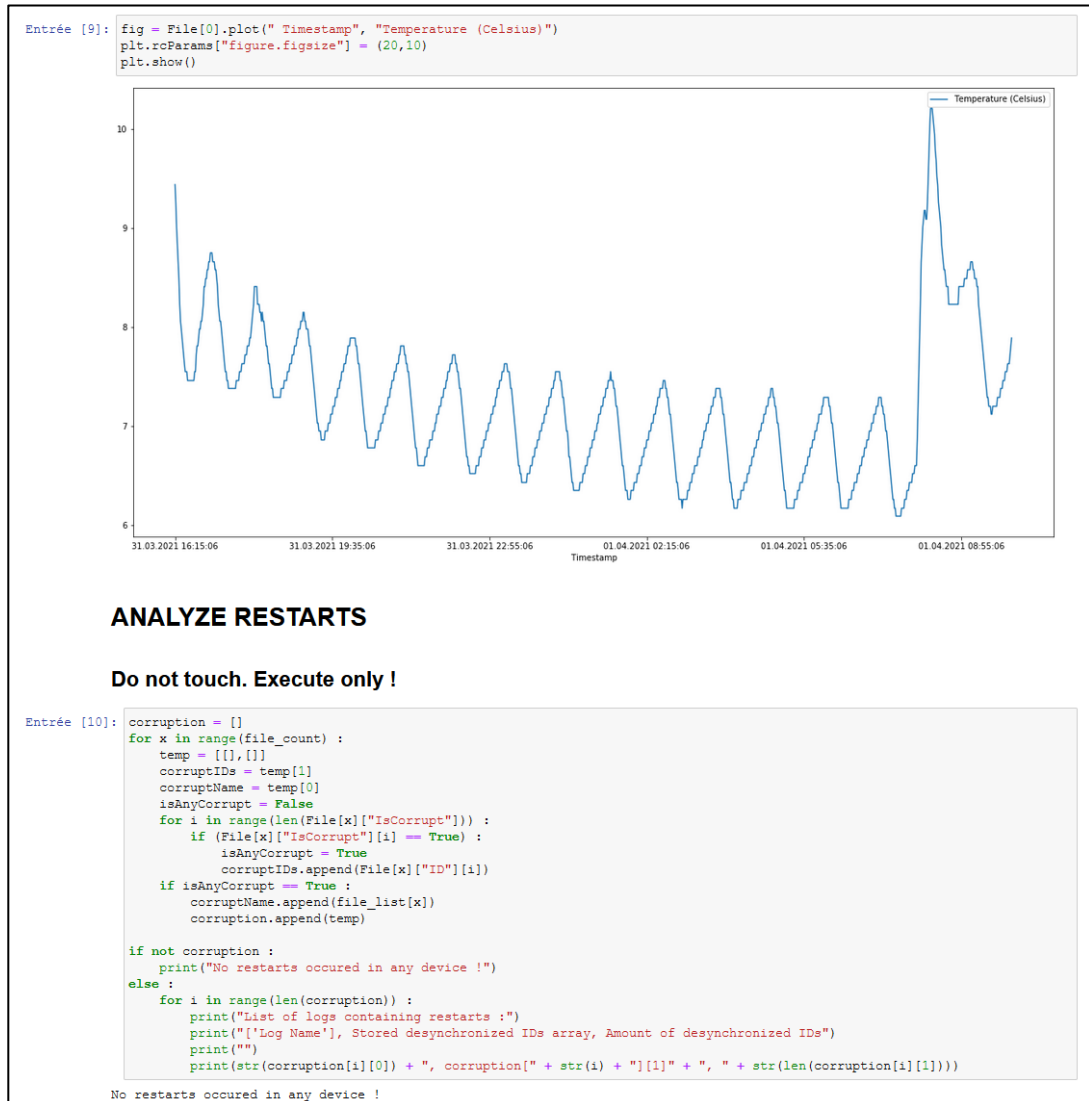 Entrée [9]: fig = File[0].plot(" Timestamp", "Temperature (Celsius)")
plt.rcParams["figure.figsize"] = (20,10)
plt.show()
Temperature (Celsius)
10
9
8
7
6
31.03.2021 16:15:06 31.03.2021 19:35:06 31.03.2021 22:55:06 01.04.2021 02:15:06 01.04.2021 05:35:06 01.04.2021 08:55:06
Timestamp
ANALYZE RESTARTS
Do not touch. Execute only !
Entrée [10]: corruption = []
for x in range(file_count) :
    temp = [[],[]]
    corruptIDs = temp[1]
    corruptName = temp[0]
    isAnyCorrupt = False
    for i in range(len(File[x]["IsCorrupt"])) :
        if (File[x]["IsCorrupt"][i] == True) :
            isAnyCorrupt = True
            corruptIDs.append(File[x]["ID"][i])
    if isAnyCorrupt == True :
        corruptName.append(file_list[x])
        corruption.append(temp)
if not corruption :
    print("No restarts occured in any device !")
else :
    for i in range(len(corruption)) :
        print("List of logs containing restarts :")
        print("['Log Name'], Stored desynchronized IDs array, Amount of desynchronized IDs")
        print("")
        print(str(corruption[i][0]) + ", corruption[" + str(i) + "][1]" + ", " + str(len(corruption[i][1])))
No restarts occured in any device !